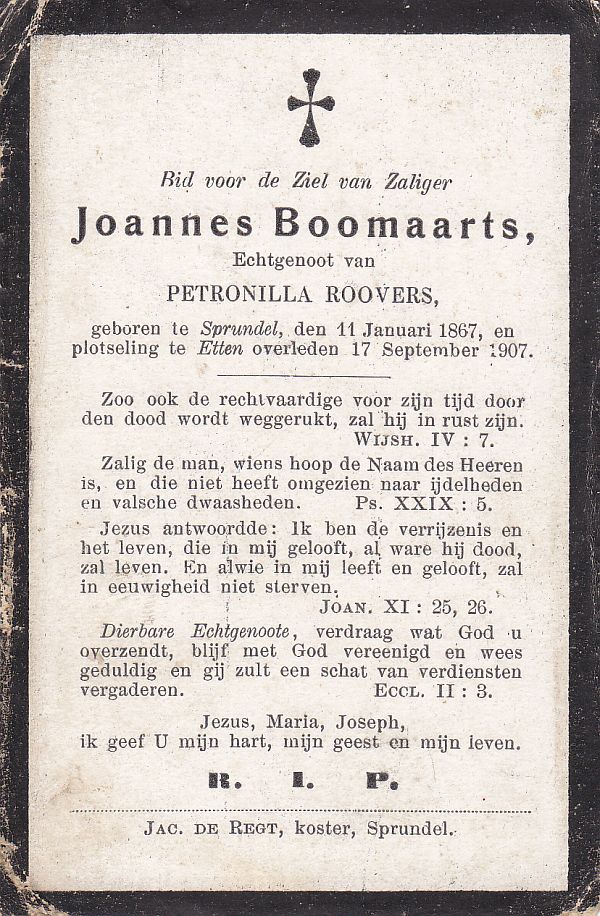 Bid voor de Ziel van Zaliger
Joannes Boomaarts,
Echtgenoot van
PETRONILLA ROOVERS,
geboren te Sprundel, den 11 Januari 1867, en
plotseling te Etten overleden 17 September 1907.
Zoo ook de rechtvaardige voor zijn tijd door
den dood wordt weggerukt, zal hij in rust zijn.
WIJSH. IV : 7.
Zalig de man, wiens hoop de Naam des Heeren
is, en die niet heeft omgezien naar ijdelheden
en valsche dwaasheden. Ps. XXIX : 5.
Jezus antwoordde: Ik ben de verrijzenis en
het leven, die in mij gelooft, al ware hij dood,
zal leven. En alwie in mij leeft en gelooft, zal
in eeuwigheid niet sterven.
JOAN. XI : 25, 26.
Dierbare Echtgenoote, verdraag wat God u
overzendt, blijf met God vereenigd en wees
geduldig en gij zult een schat van verdiensten
vergaderen. ECCL. II : 3.
Jezus, Maria, Joseph,
ik geef U mijn hart, mijn geest en mijn leven.
R. I. P.
JAC. DE REGT, koster, Sprundel.